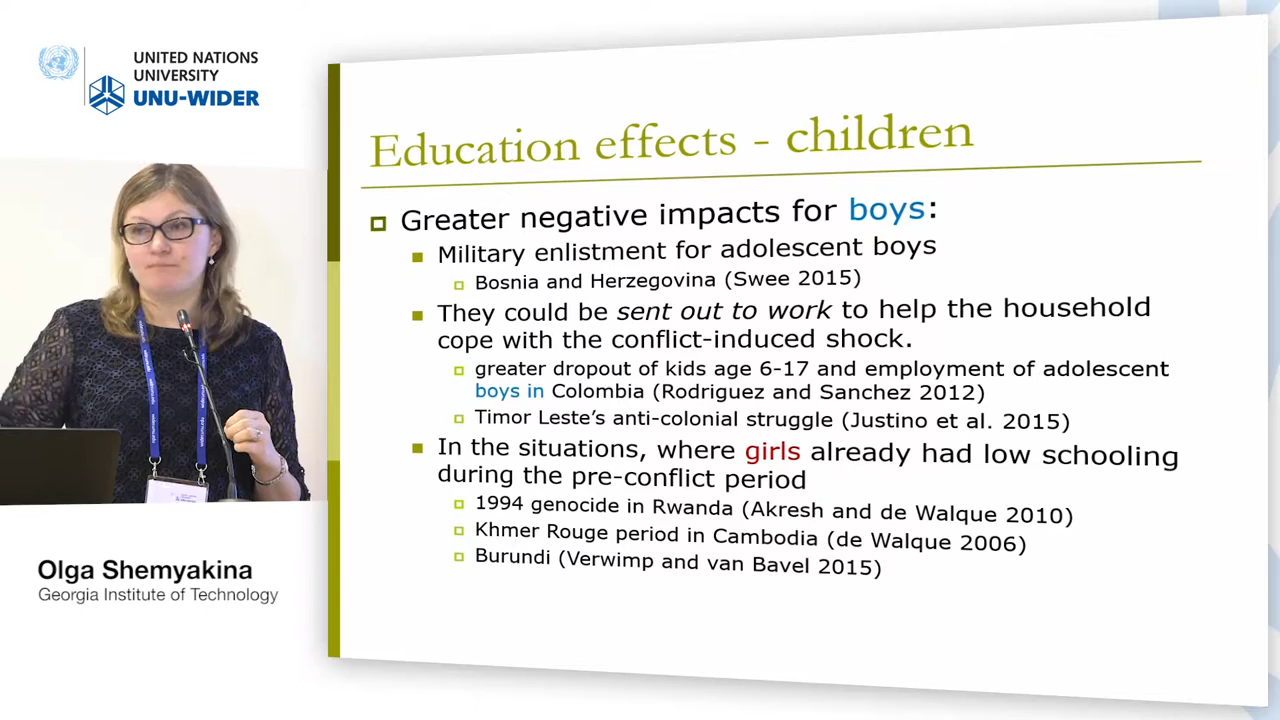 UNITED NATIONS
UNIVERSITY
UNU-WIDER
Education effects - children
Greater negative impacts for boys:
Military enlistment for adolescent boys
Bosnia and Herzegovina (Swee 2015)
They could be sent out to work to help the household
cope with the conflict-induced shock.
greater dropout of kids age 6-17 and employment of adolescent
boys in Colombia (Rodriguez and Sanchez 2012)
Timor Leste's anti-colonial struggle (Justino et al. 2015)
In the situations, where girls already had low schooling
during the pre-conflict period
1994 genocide in Rwanda (Akresh and de Walque 2010)
Khmer Rouge period in Cambodia (de Walque 2006)
Burundi (Verwimp and van Bavel 2015)
Olga Shemyakina
Georgia Institute of Technology